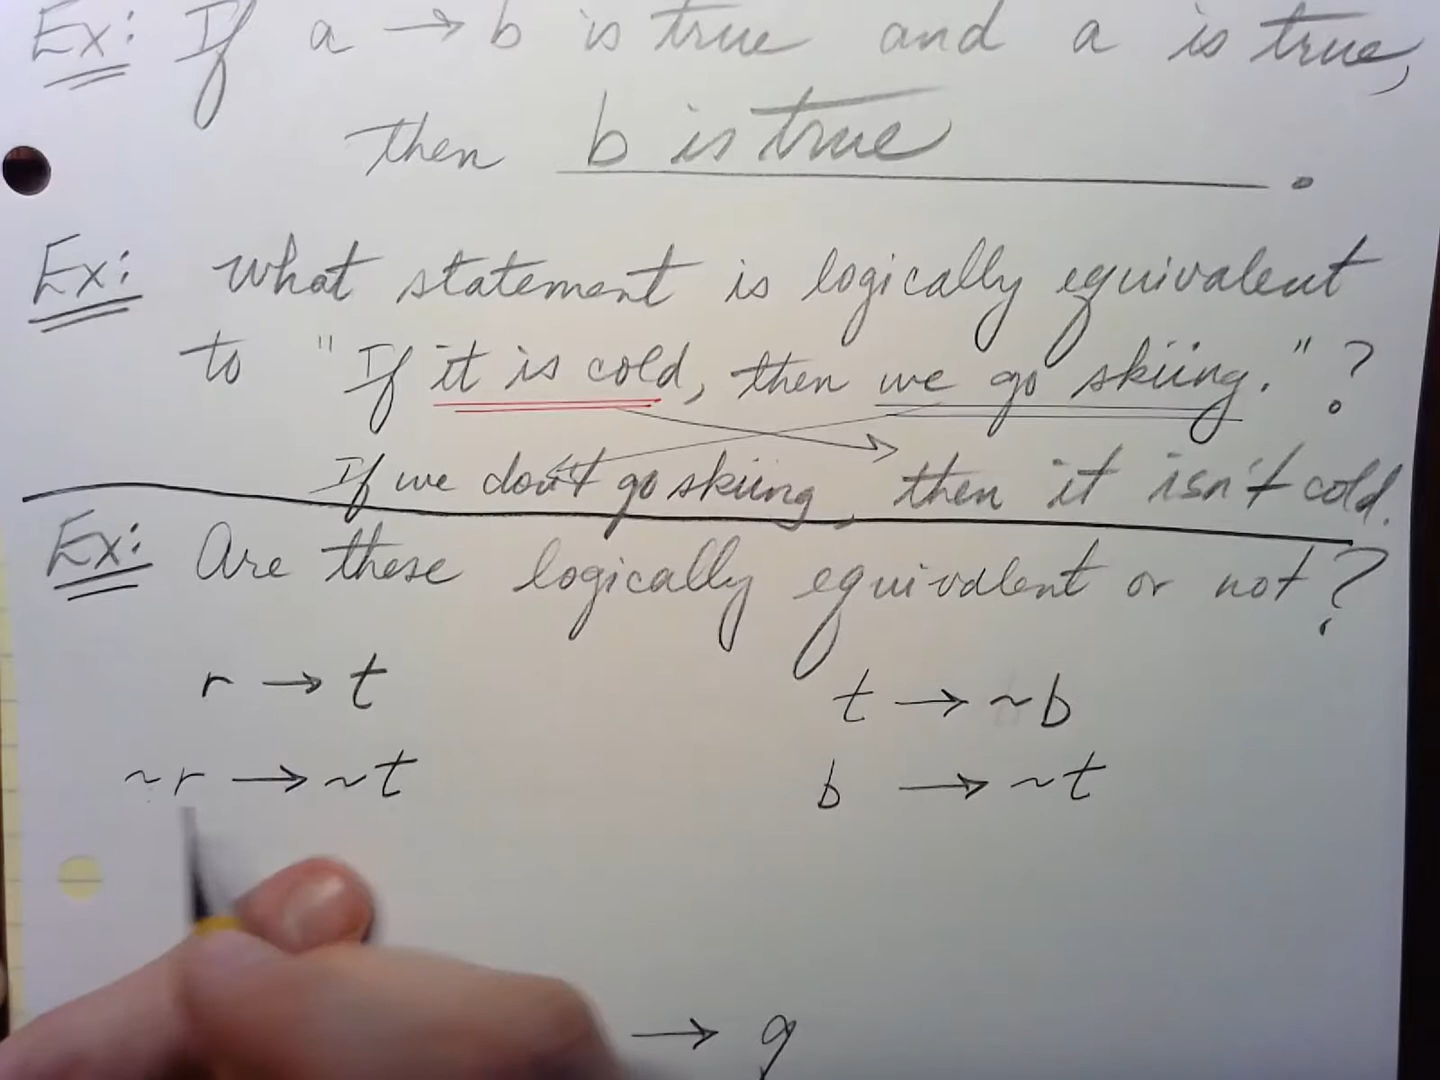 Ex: If a → b is true and a is true,
then b is true.
Ex: What statement is logically equivalent
to "If it is cold, then we go skiing."?
If we don't go skiing, then it isn't cold.
Ex: Are these logically equivalent or not?
r → t
~r → ~t
t → ~b
b → ~t
→ q